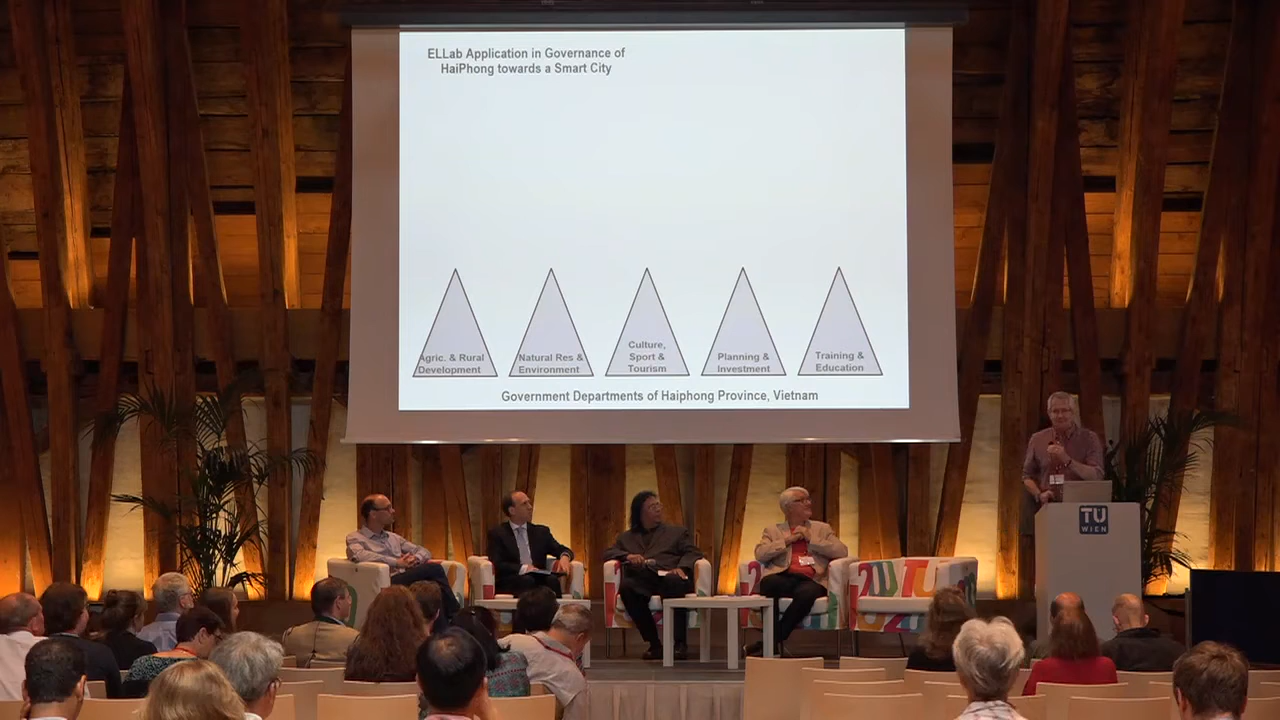 ELLab Application in Governance of
HaiPhong towards a Smart City
Agric. & Rural
Development
Natural Res &
Environment
Culture,
Sport &
Tourism
Planning &
Investment
Training &
Education
Government Departments of Haiphong Province, Vietnam
TU
WIEN